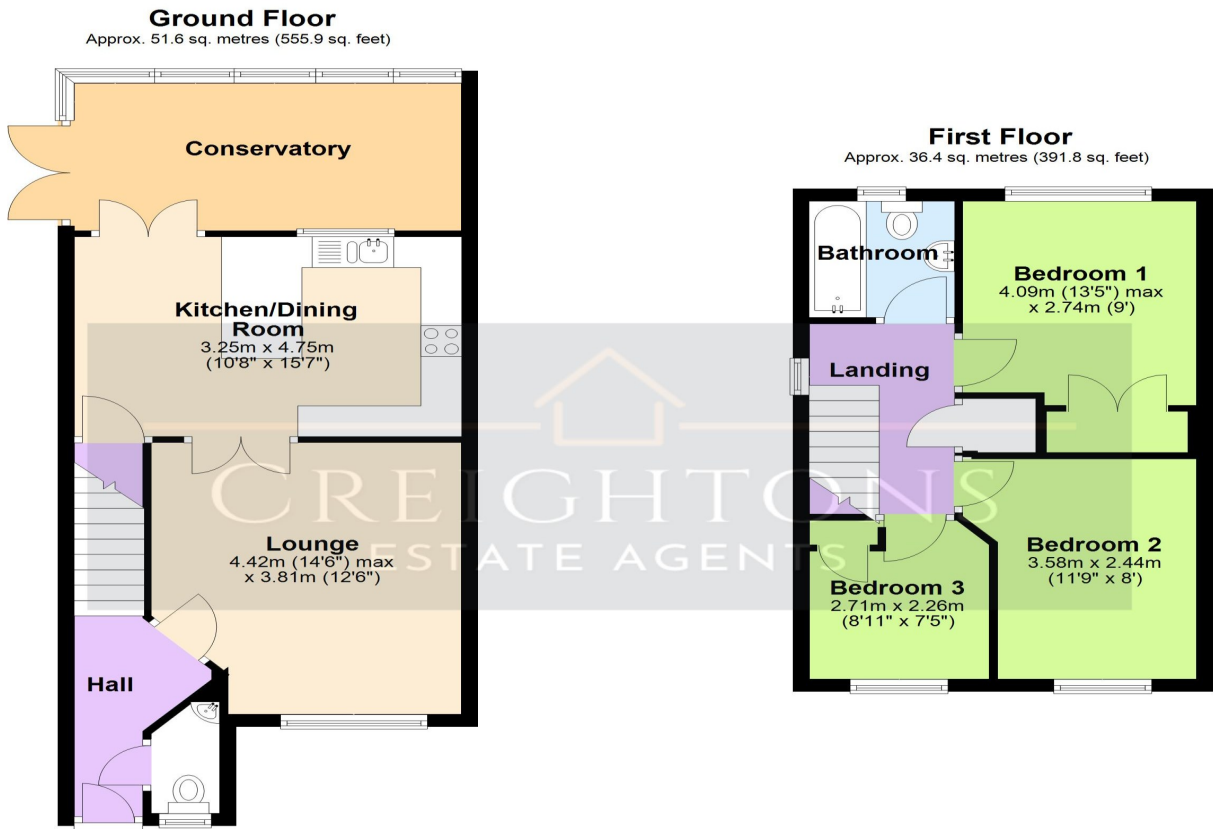 Ground Floor
Approx. 51.6 sq. metres (555.9 sq. feet)
Conservatory
Kitchen/Dining
Room
3.25m x 4.75m
(10'8" x 15'7")
Lounge
4.42m (14'6") max
x 3.81m (12'6")
Hall
First Floor
Approx. 36.4 sq. metres (391.8 sq. feet)
Bathroom
Bedroom 1
4.09m (13'5") max
x 2.74m (9')
Landing
Bedroom 2
3.58m x 2.44m
(11'9" x 8')
Bedroom 3
2.71m x 2.26m
(8'11" x 7'5")
CREIGHTONS
ESTATE AGENTS